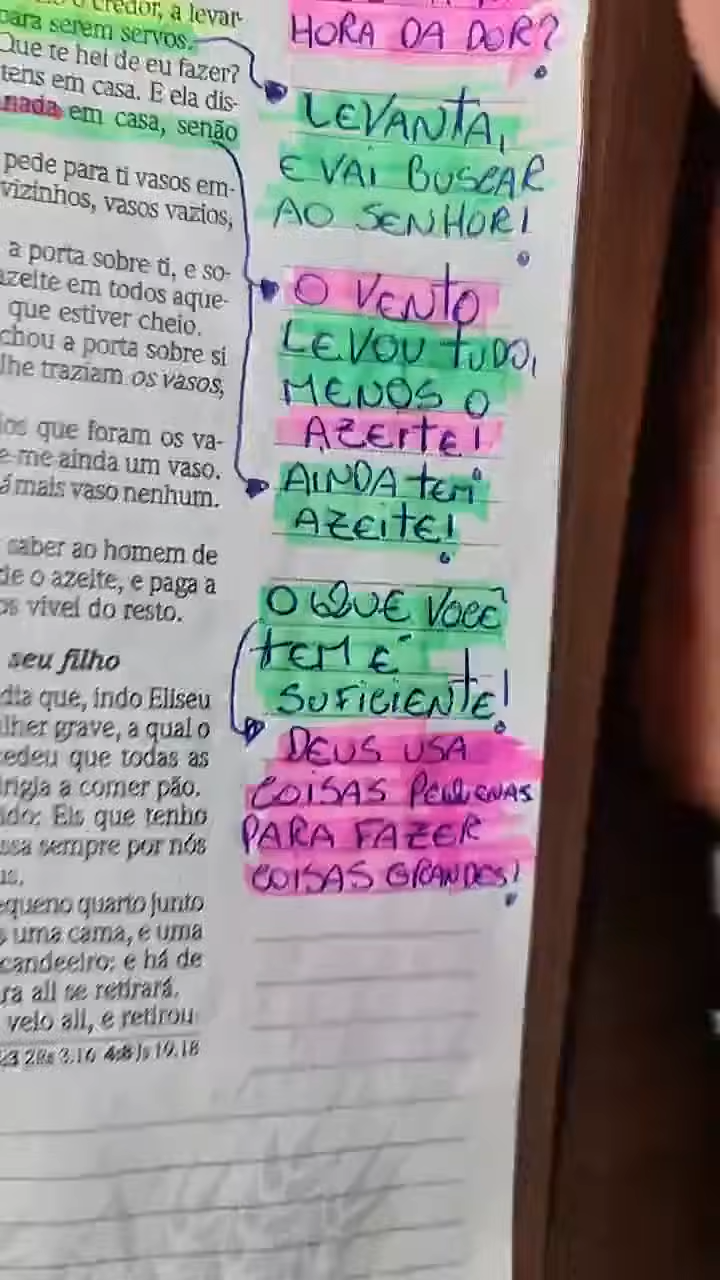 credor, a levar
para serem servos.
Que te hei de eu fazer?
tens em casa. E ela dis-
nada em casa, senão
pede para ti vasos em-
vizinhos, vasos vazios,
a porta sobre ti, e so-
azeite em todos aque-
que estiver cheio.
chou a porta sobre si
lhe traziam os vasos,
que foram os va-
e-me ainda um vaso.
á mais vaso nenhum.
saber ao homem de
de o azeite, e paga a
os vivei do resto.
seu filho
dia que, indo Eliseu
lher grave, a qual o
cedeu que todas as
irigia a comer pão.
ido: Eis que tenho
ssa sempre por nós
us.
equeno quarto junto
s uma cama, e uma
candeeiro; e há de
ra ali se retirará.
veio ali, e retirou
HORA DA DOR?
LEVANTA,
E VAI BUSCAR
AO SENHOR!
O VENTO
LEVOU TUDO,
MENOS O
AZEITE!
AINDA TEM
AZEITE!
O QUE VOCÊ
TEM É
SUFICIENTE!
DEUS USA
COISAS PEQUENAS
PARA FAZER
COISAS GRANDES!